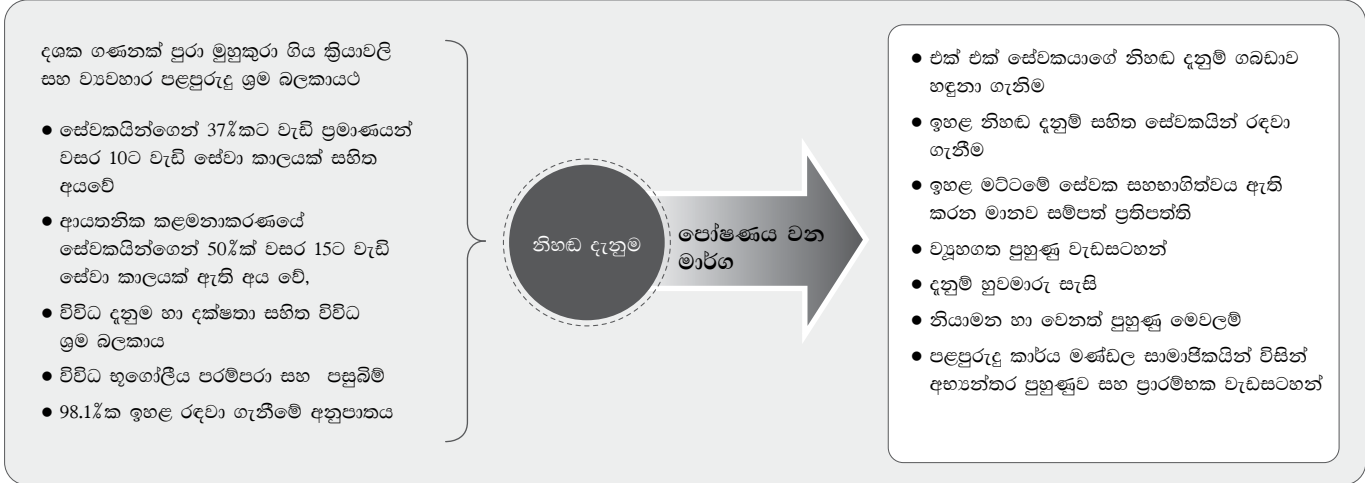 දශක ගණනක් පුරා මුහුකුරා ගිය ක්‍රියාවලි
සහ ව්‍යවහාර පළපුරුදු ශ්‍රම බලකායථ
● සේවකයින්ගෙන් 37%කට වැඩි ප්‍රමාණයන්
වසර 10ට වැඩි සේවා කාලයක් සහිත
අයවේ
● ආයතනික කළමනාකරණයේ
සේවකයින්ගෙන් 50%ක් වසර 15ට වැඩි
සේවා කාලයක් ඇති අය වේ,
● විවිධ දැනුම හා දක්ෂතා සහිත විවිධ
ශ්‍රම බලකාය
● විවිධ භූගෝලීය පරම්පරා සහ පසුබිම්
● 98.1%ක ඉහළ රඳවා ගැනීමේ අනුපාතය
නිහඬ දැනුම
පෝෂණය වන
මාර්ග
● එක් එක් සේවකයාගේ නිහඬ දැනුම් ගබඩාව
හඳුනා ගැනිම
● ඉහළ නිහඬ දැනුම් සහිත සේවකයින් රඳවා
ගැනීම
● ඉහළ මට්ටමේ සේවක සහභාගිත්වය ඇති
කරන මානව සම්පත් ප්‍රතිපත්ති
● ව්‍යූහගත පුහුණු වැඩසටහන්
● දැනුම් හුවමාරු සැසි
● නියාමන හා වෙනත් පුහුණු මෙවලම්
● පළපුරුදු කාර්ය මණ්ඩල සාමාජිකයින් විසින්
අභ්‍යන්තර පුහුණුව සහ ප්‍රාරම්භක වැඩසටහන්